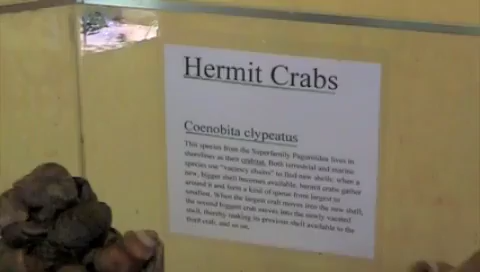 Hermit Crabs
Coenobita clypeatus
This species from the Superfamily Paguroidea lives in
shorelines as their habitat. Both terrestrial and marine
species use "vacancy chains" to find new shells: when a
new, bigger shell becomes available, hermit crabs gather
around it and form a kind of queue from largest to
smallest. When the largest crab moves into the new shell,
the second biggest crab moves into the newly vacated
shell, thereby making its previous shell available to the
third crab, and so on.